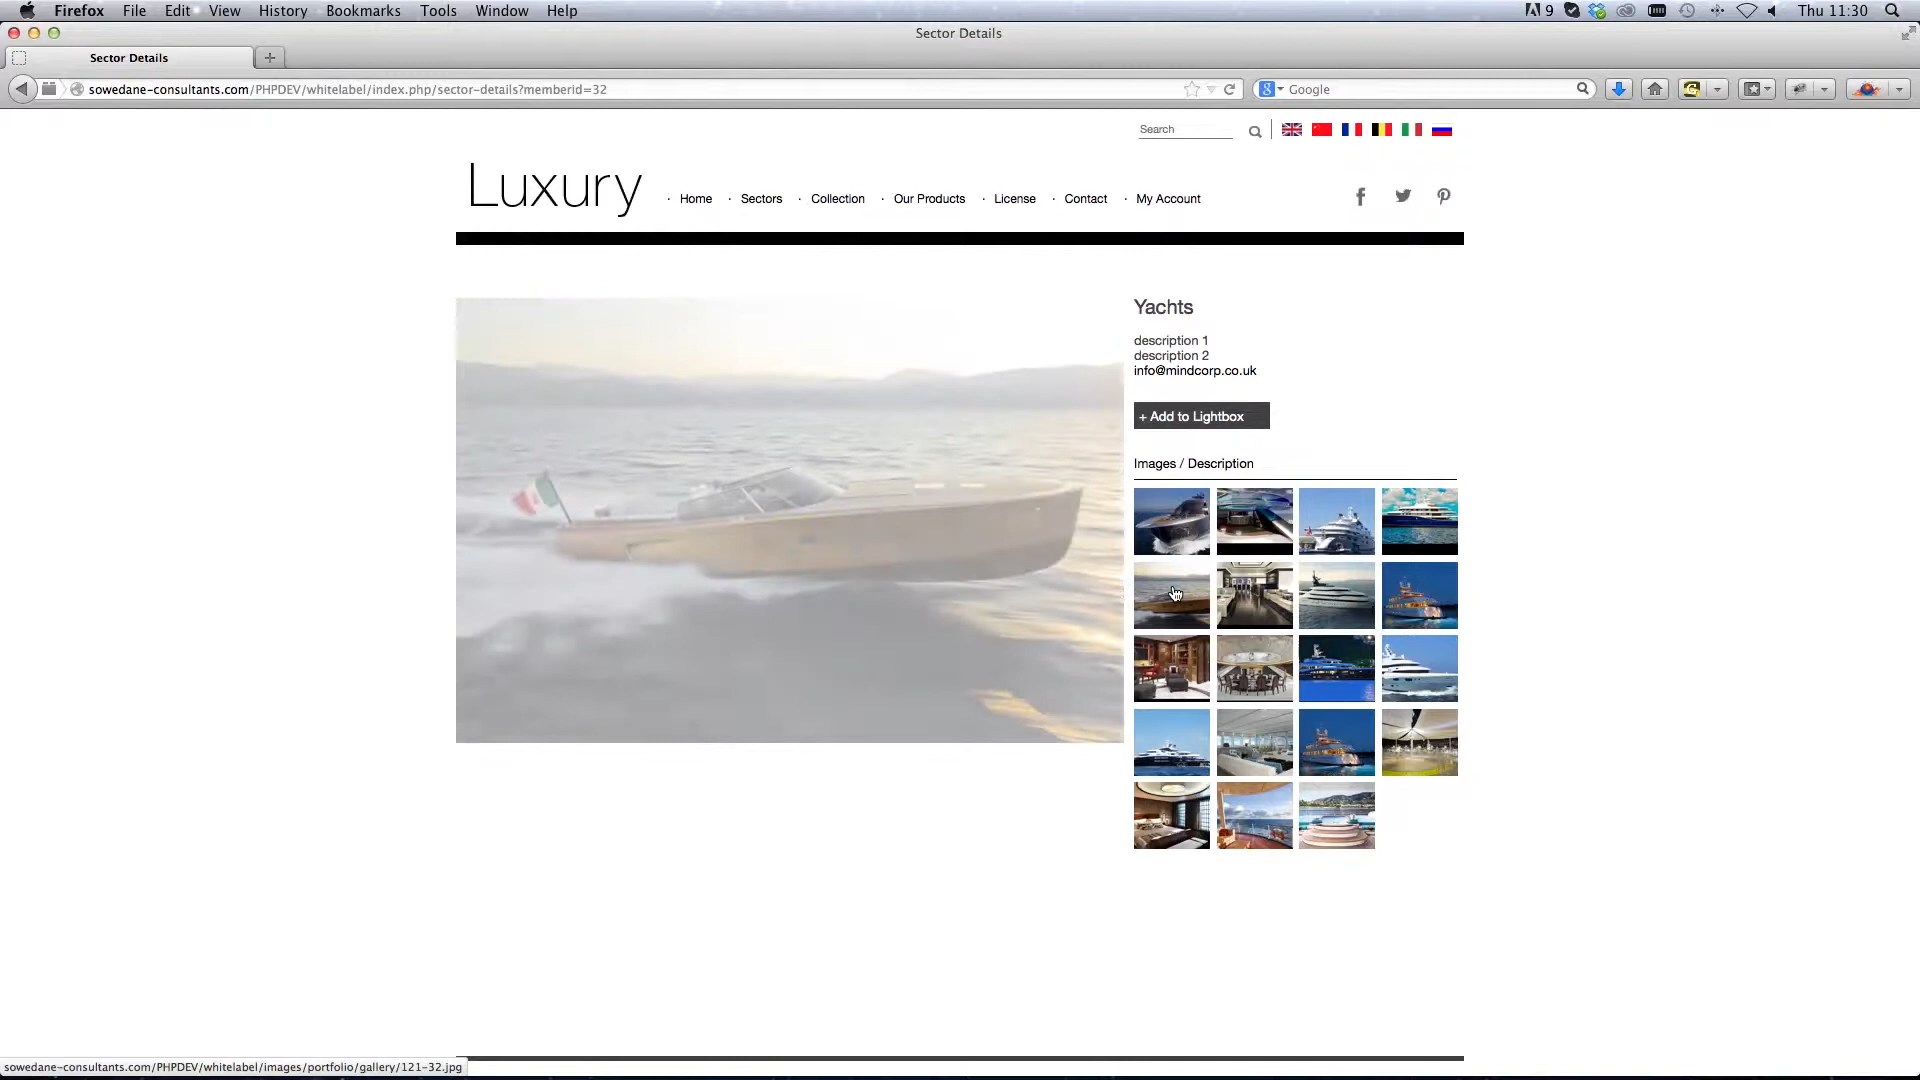 Firefox File Edit View History Bookmarks Tools Window Help 9 Thu 11:30
Sector Details
Sector Details
sowedane-consultants.com/PHPDEV/whitelabel/index.php/sector-details?memberid=32 Google
Search
Luxury · Home · Sectors · Collection · Our Products · License · Contact · My Account
Yachts
description 1
description 2
info@mindcorp.co.uk
+ Add to Lightbox
Images / Description
sowedane-consultants.com/PHPDEV/whitelabel/images/portfolio/gallery/121-32.jpg